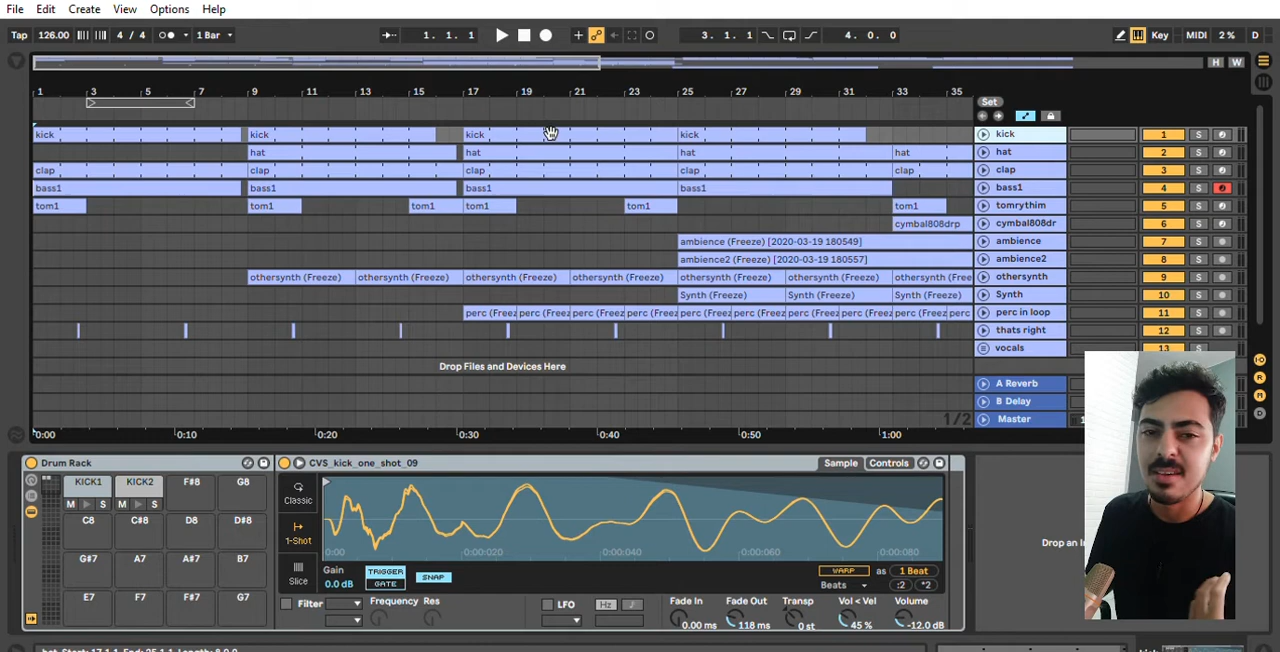 File Edit Create View Options Help
Tap 126.00 4 / 4 1 Bar 1. 1. 1 3. 1. 1 4. 0. 0 Key MIDI 2 % D
H W
1 3 5 7 9 11 13 15 17 19 21 23 25 27 29 31 33 35 Set
kick kick kick kick kick 1 S
hat hat hat hat hat 2 S
clap clap clap clap clap clap 3 S
bass1 bass1 bass1 bass1 bass1 4 S
tom1 tom1 tom1 tom1 tom1 tom1 tomrythim 5 S
cymbal808drp cymbal808dr 6 S
ambience (Freeze) [2020-03-19 180549] ambience 7 S
ambience2 (Freeze) [2020-03-19 180557] ambience2 8 S
othersynth (Freeze) othersynth (Freeze) othersynth (Freeze) othersynth (Freeze) othersynth (Freeze) othersynth (Freeze) othersynth (Free othersynth 9 S
Synth (Freeze) Synth (Freeze) Synth (Freeze) Synth 10 S
perc (Freez perc (Freez perc (Freez perc (Freez perc (Freez perc (Freez perc (Freez perc (Freez perc (Freez perc perc in loop 11 S
thats right 12 S
vocals 13 S
Drop Files and Devices Here
A Reverb
B Delay
1/2 Master
0:00 0:10 0:20 0:30 0:40 0:50 1:00
Drum Rack CVS_kick_one_shot_09 Sample Controls
KICK1 KICK2 F#8 G8
M S M S
C8 C#8 D8 D#8
G#7 A7 A#7 B7
E7 F7 F#7 G7
Classic
1-Shot
Slice
0:00 0:00:020 0:00:040 0:00:060 0:00:080
Gain TRIGGER SNAP WARP as 1 Beat
0.0 dB GATE Beats :2 *2
Filter Frequency Res LFO Hz Fade In Fade Out Transp Vol < Vel Volume
0.00 ms 118 ms 0 st 45 % -12.0 dB
Drop an